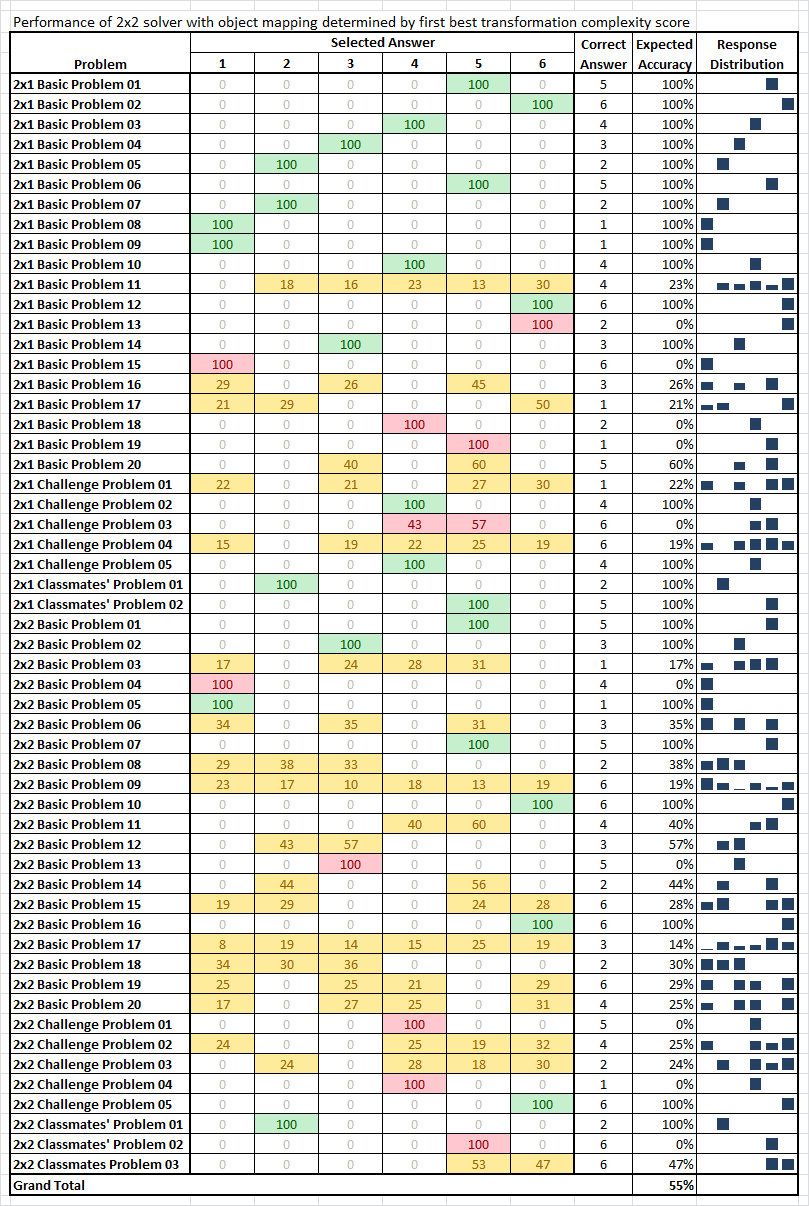 Performance of 2x2 solver with object mapping determined by first best transformation complexity score
Selected Answer Correct Expected Response
Problem 1 2 3 4 5 6 Answer Accuracy Distribution
2x1 Basic Problem 01 0 0 0 0 100 0 5 100%
2x1 Basic Problem 02 0 0 0 0 0 100 6 100%
2x1 Basic Problem 03 0 0 0 100 0 0 4 100%
2x1 Basic Problem 04 0 0 100 0 0 0 3 100%
2x1 Basic Problem 05 0 100 0 0 0 0 2 100%
2x1 Basic Problem 06 0 0 0 0 100 0 5 100%
2x1 Basic Problem 07 0 100 0 0 0 0 2 100%
2x1 Basic Problem 08 100 0 0 0 0 0 1 100%
2x1 Basic Problem 09 100 0 0 0 0 0 1 100%
2x1 Basic Problem 10 0 0 0 100 0 0 4 100%
2x1 Basic Problem 11 0 18 16 23 13 30 4 23%
2x1 Basic Problem 12 0 0 0 0 0 100 6 100%
2x1 Basic Problem 13 0 0 0 0 0 100 2 0%
2x1 Basic Problem 14 0 0 100 0 0 0 3 100%
2x1 Basic Problem 15 100 0 0 0 0 0 6 0%
2x1 Basic Problem 16 29 0 26 0 45 0 3 26%
2x1 Basic Problem 17 21 29 0 0 0 50 1 21%
2x1 Basic Problem 18 0 0 0 100 0 0 2 0%
2x1 Basic Problem 19 0 0 0 0 100 0 1 0%
2x1 Basic Problem 20 0 0 40 0 60 0 5 60%
2x1 Challenge Problem 01 22 0 21 0 27 30 1 22%
2x1 Challenge Problem 02 0 0 0 100 0 0 4 100%
2x1 Challenge Problem 03 0 0 0 43 57 0 6 0%
2x1 Challenge Problem 04 15 0 19 22 25 19 6 19%
2x1 Challenge Problem 05 0 0 0 100 0 0 4 100%
2x1 Classmates' Problem 01 0 100 0 0 0 0 2 100%
2x1 Classmates' Problem 02 0 0 0 0 100 0 5 100%
2x2 Basic Problem 01 0 0 0 0 100 0 5 100%
2x2 Basic Problem 02 0 0 100 0 0 0 3 100%
2x2 Basic Problem 03 17 0 24 28 31 0 1 17%
2x2 Basic Problem 04 100 0 0 0 0 0 4 0%
2x2 Basic Problem 05 100 0 0 0 0 0 1 100%
2x2 Basic Problem 06 34 0 35 0 31 0 3 35%
2x2 Basic Problem 07 0 0 0 0 100 0 5 100%
2x2 Basic Problem 08 29 38 33 0 0 0 2 38%
2x2 Basic Problem 09 23 17 10 18 13 19 6 19%
2x2 Basic Problem 10 0 0 0 0 0 100 6 100%
2x2 Basic Problem 11 0 0 0 40 60 0 4 40%
2x2 Basic Problem 12 0 43 57 0 0 0 3 57%
2x2 Basic Problem 13 0 0 100 0 0 0 5 0%
2x2 Basic Problem 14 0 44 0 0 56 0 2 44%
2x2 Basic Problem 15 19 29 0 0 24 28 6 28%
2x2 Basic Problem 16 0 0 0 0 0 100 6 100%
2x2 Basic Problem 17 8 19 14 15 25 19 3 14%
2x2 Basic Problem 18 34 30 36 0 0 0 2 30%
2x2 Basic Problem 19 25 0 25 21 0 29 6 29%
2x2 Basic Problem 20 17 0 27 25 0 31 4 25%
2x2 Challenge Problem 01 0 0 0 100 0 0 5 0%
2x2 Challenge Problem 02 24 0 0 25 19 32 4 25%
2x2 Challenge Problem 03 0 24 0 28 18 30 2 24%
2x2 Challenge Problem 04 0 0 0 100 0 0 1 0%
2x2 Challenge Problem 05 0 0 0 0 0 100 6 100%
2x2 Classmates' Problem 01 0 100 0 0 0 0 2 100%
2x2 Classmates' Problem 02 0 0 0 0 100 0 6 0%
2x2 Classmates Problem 03 0 0 0 0 53 47 6 47%
Grand Total 55%